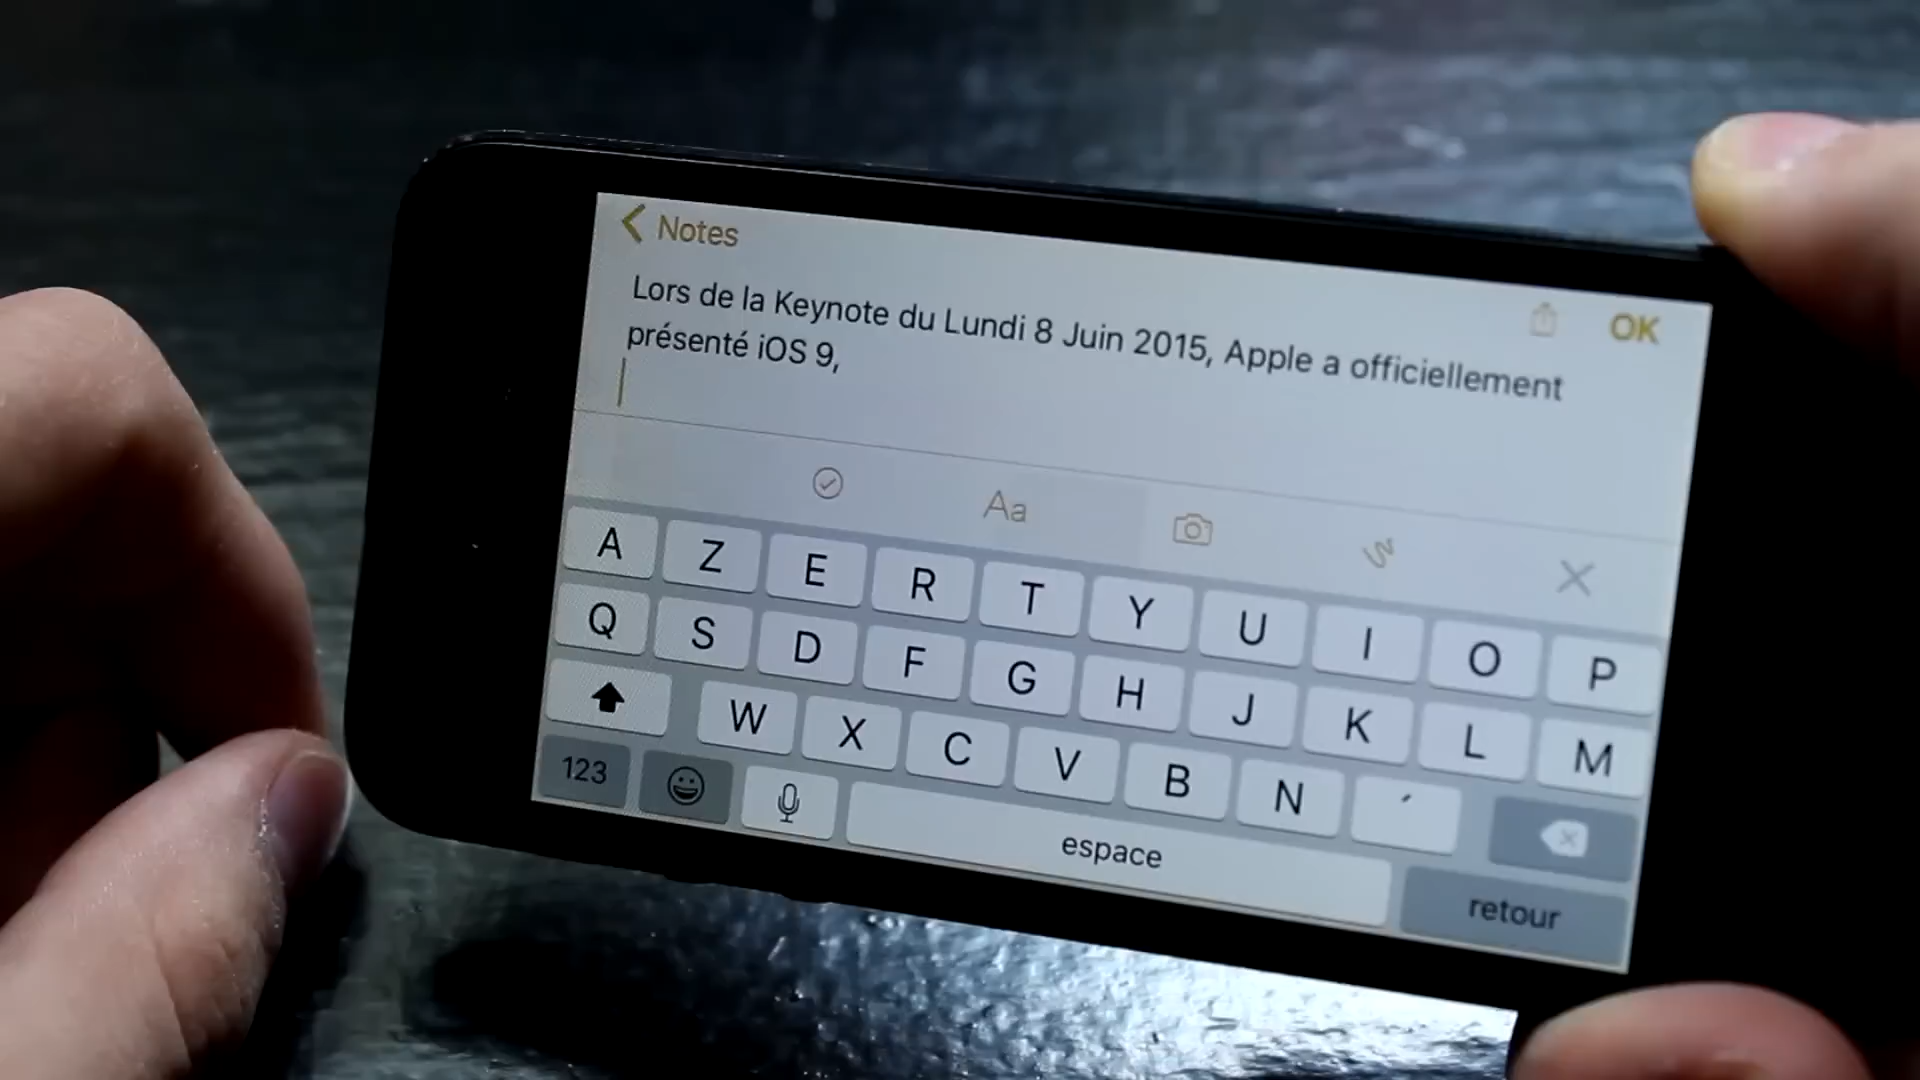 Notes
OK
Lors de la Keynote du Lundi 8 Juin 2015, Apple a officiellement
présenté iOS 9,
Aa
A Z E R T Y U I O P
Q S D F G H J K L M
W X C V B N ´
123 espace retour